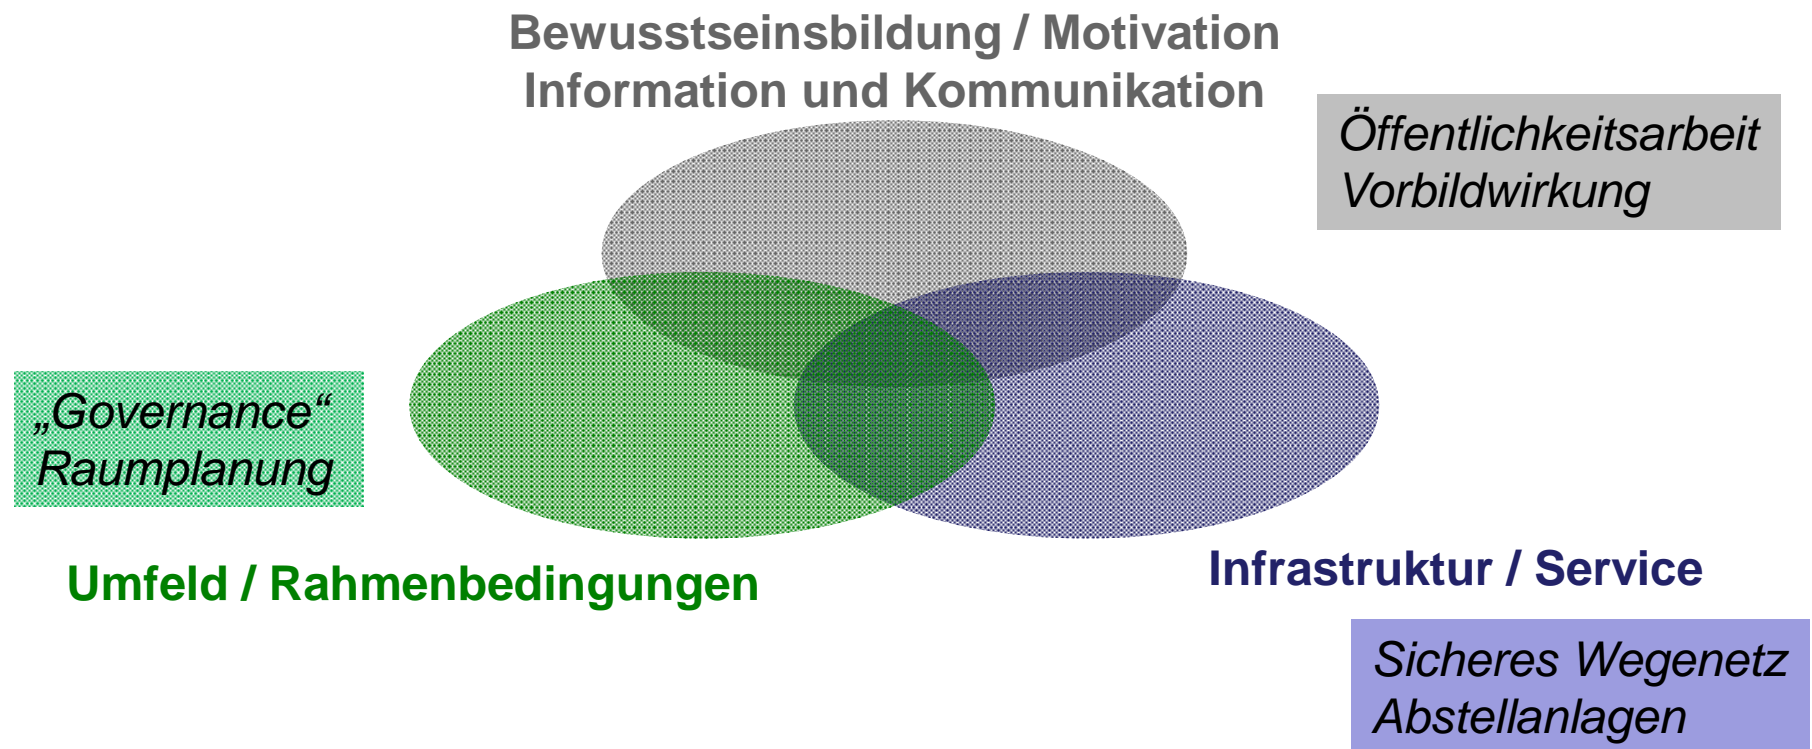 Bewusstseinsbildung / Motivation
Information und Kommunikation
Öffentlichkeitsarbeit
Vorbildwirkung
„Governance“
Raumplanung
Umfeld / Rahmenbedingungen
Infrastruktur / Service
Sicheres Wegenetz
Abstellanlagen